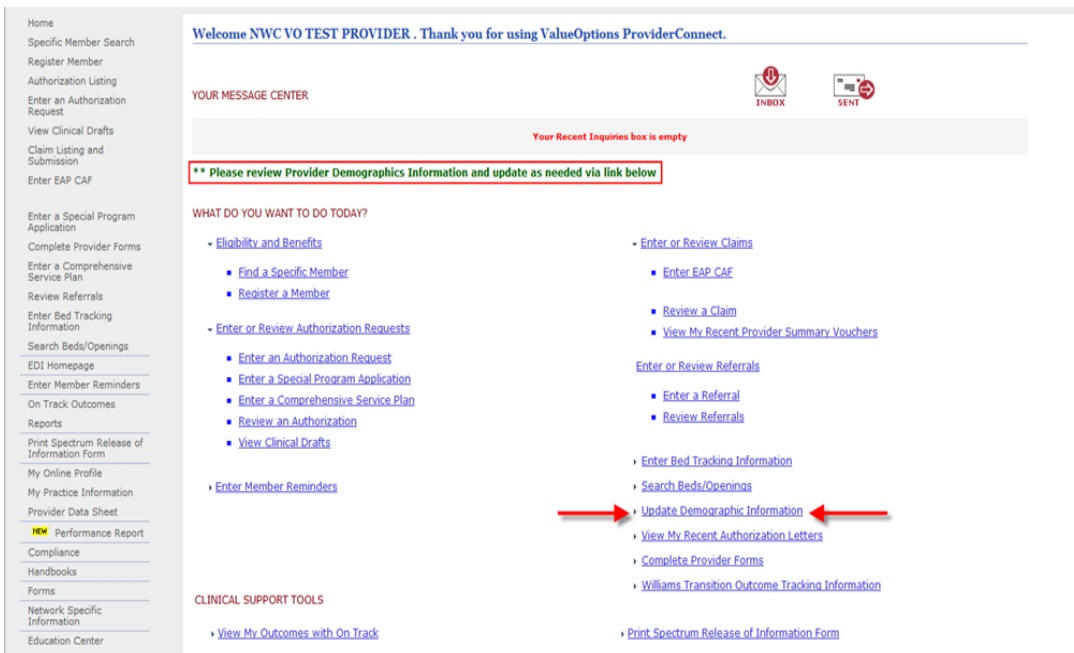 Home
Specific Member Search
Register Member
Authorization Listing
Enter an Authorization
Request
View Clinical Drafts
Claim Listing and
Submission
Enter EAP CAF
Enter a Special Program
Application
Complete Provider Forms
Enter a Comprehensive
Service Plan
Review Referrals
Enter Bed Tracking
Information
Search Beds/Openings
EDI Homepage
Enter Member Reminders
On Track Outcomes
Reports
Print Spectrum Release of
Information Form
My Online Profile
My Practice Information
Provider Data Sheet
NEW Performance Report
Compliance
Handbooks
Forms
Network Specific
Information
Education Center
Welcome NWC VO TEST PROVIDER . Thank you for using ValueOptions ProviderConnect.
YOUR MESSAGE CENTER
INBOX
SENT
Your Recent Inquiries box is empty
** Please review Provider Demographics Information and update as needed via link below
WHAT DO YOU WANT TO DO TODAY?
Eligibility and Benefits
Find a Specific Member
Register a Member
Enter or Review Authorization Requests
Enter an Authorization Request
Enter a Special Program Application
Enter a Comprehensive Service Plan
Review an Authorization
View Clinical Drafts
Enter Member Reminders
Enter or Review Claims
Enter EAP CAF
Review a Claim
View My Recent Provider Summary Vouchers
Enter or Review Referrals
Enter a Referral
Review Referrals
Enter Bed Tracking Information
Search Beds/Openings
Update Demographic Information
View My Recent Authorization Letters
Complete Provider Forms
Williams Transition Outcome Tracking Information
CLINICAL SUPPORT TOOLS
View My Outcomes with On Track
Print Spectrum Release of Information Form